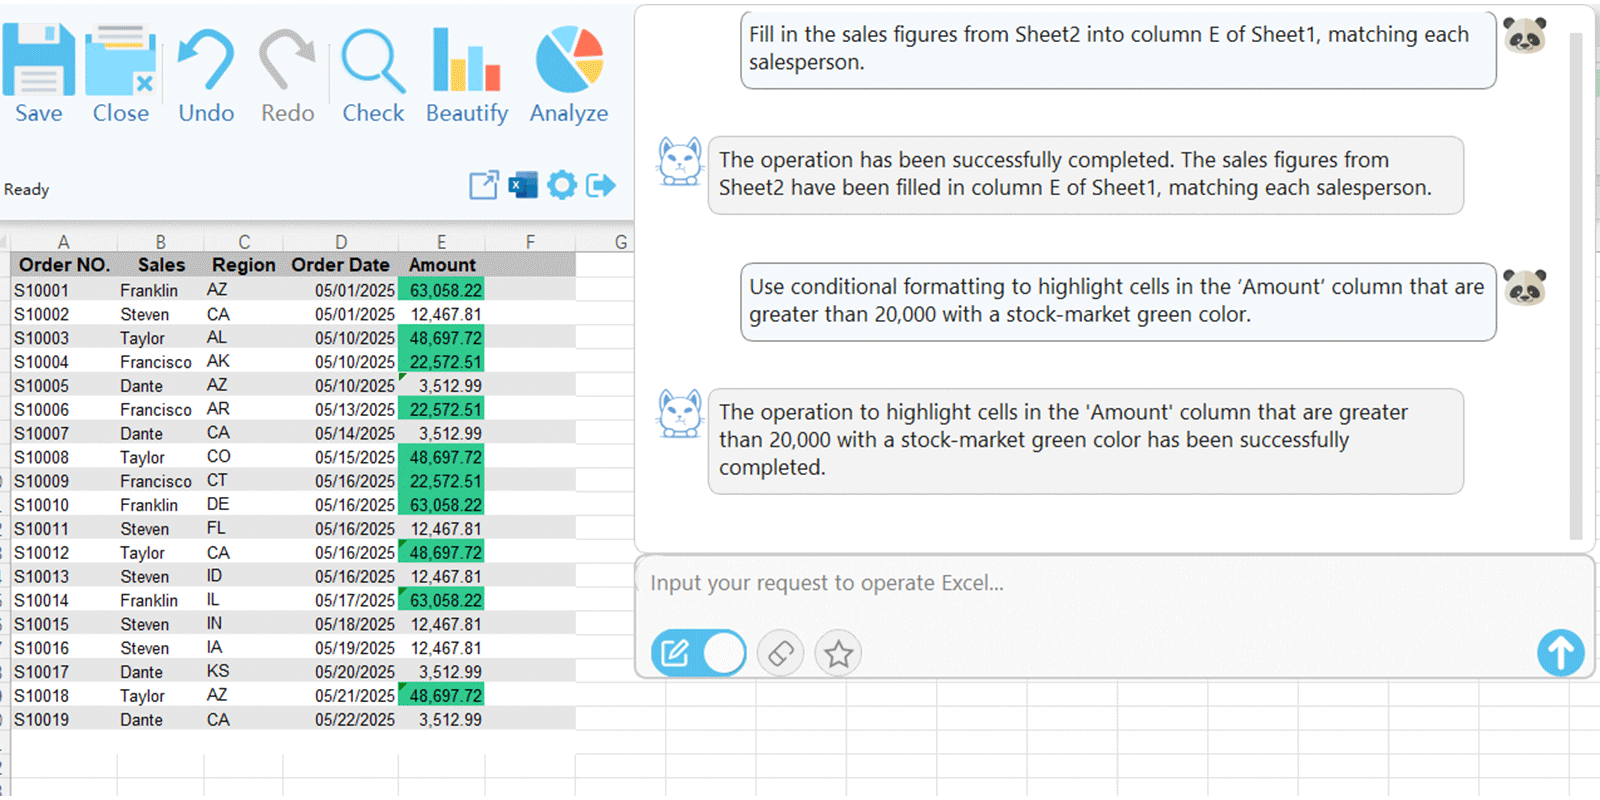 Save Close Undo Redo Check Beautify Analyze
Ready
A B C D E F G
Order NO. Sales Region Order Date Amount
S10001 Franklin AZ 05/01/2025 63,058.22
S10002 Steven CA 05/01/2025 12,467.81
S10003 Taylor AL 05/10/2025 48,697.72
S10004 Francisco AK 05/10/2025 22,572.51
S10005 Dante AZ 05/10/2025 3,512.99
S10006 Francisco AR 05/13/2025 22,572.51
S10007 Dante CA 05/14/2025 3,512.99
S10008 Taylor CO 05/15/2025 48,697.72
S10009 Francisco CT 05/16/2025 22,572.51
S10010 Franklin DE 05/16/2025 63,058.22
S10011 Steven FL 05/16/2025 12,467.81
S10012 Taylor CA 05/16/2025 48,697.72
S10013 Steven ID 05/16/2025 12,467.81
S10014 Franklin IL 05/17/2025 63,058.22
S10015 Steven IN 05/18/2025 12,467.81
S10016 Steven IA 05/19/2025 12,467.81
S10017 Dante KS 05/20/2025 3,512.99
S10018 Taylor AZ 05/21/2025 48,697.72
S10019 Dante CA 05/22/2025 3,512.99
Fill in the sales figures from Sheet2 into column E of Sheet1, matching each
salesperson.
The operation has been successfully completed. The sales figures from
Sheet2 have been filled in column E of Sheet1, matching each salesperson.
Use conditional formatting to highlight cells in the ‘Amount’ column that are
greater than 20,000 with a stock-market green color.
The operation to highlight cells in the 'Amount' column that are greater
than 20,000 with a stock-market green color has been successfully
completed.
Input your request to operate Excel...